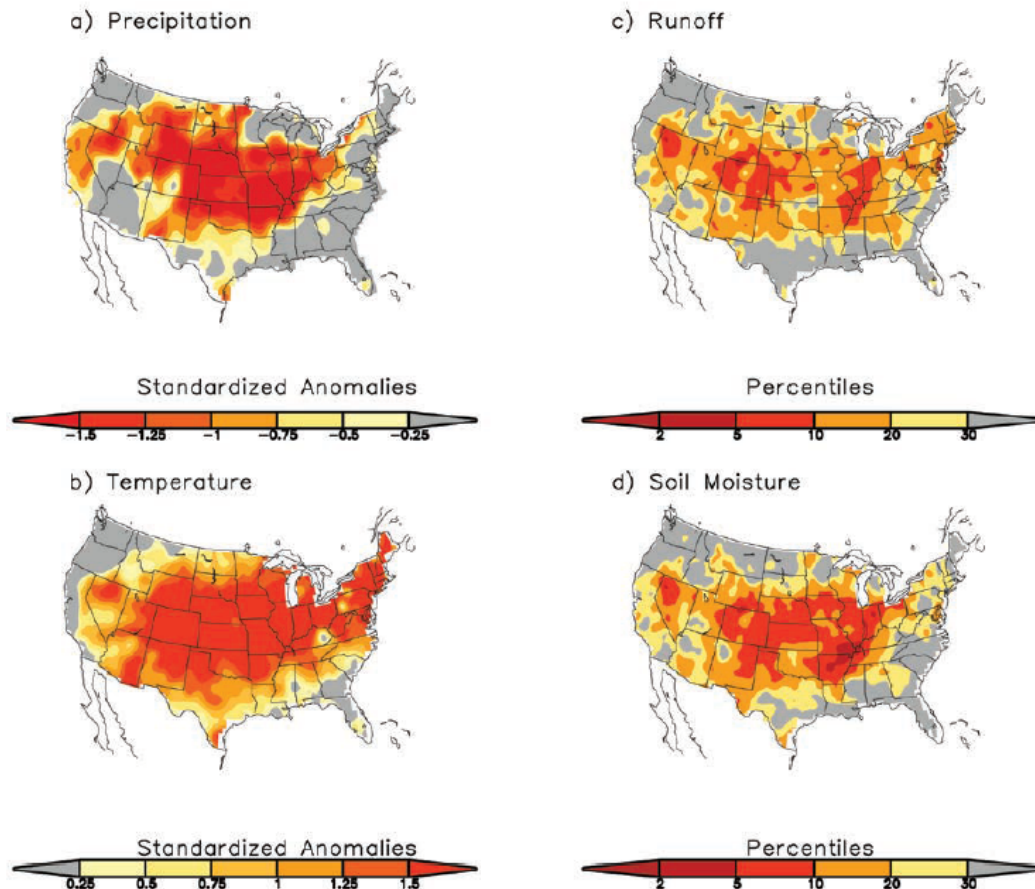 a) Precipitation
Standardized Anomalies
−1.5 −1.25 −1 −0.75 −0.5 −0.25
b) Temperature
Standardized Anomalies
0.25 0.5 0.75 1 1.25 1.5
c) Runoff
Percentiles
2 5 10 20 30
d) Soil Moisture
Percentiles
2 5 10 20 30